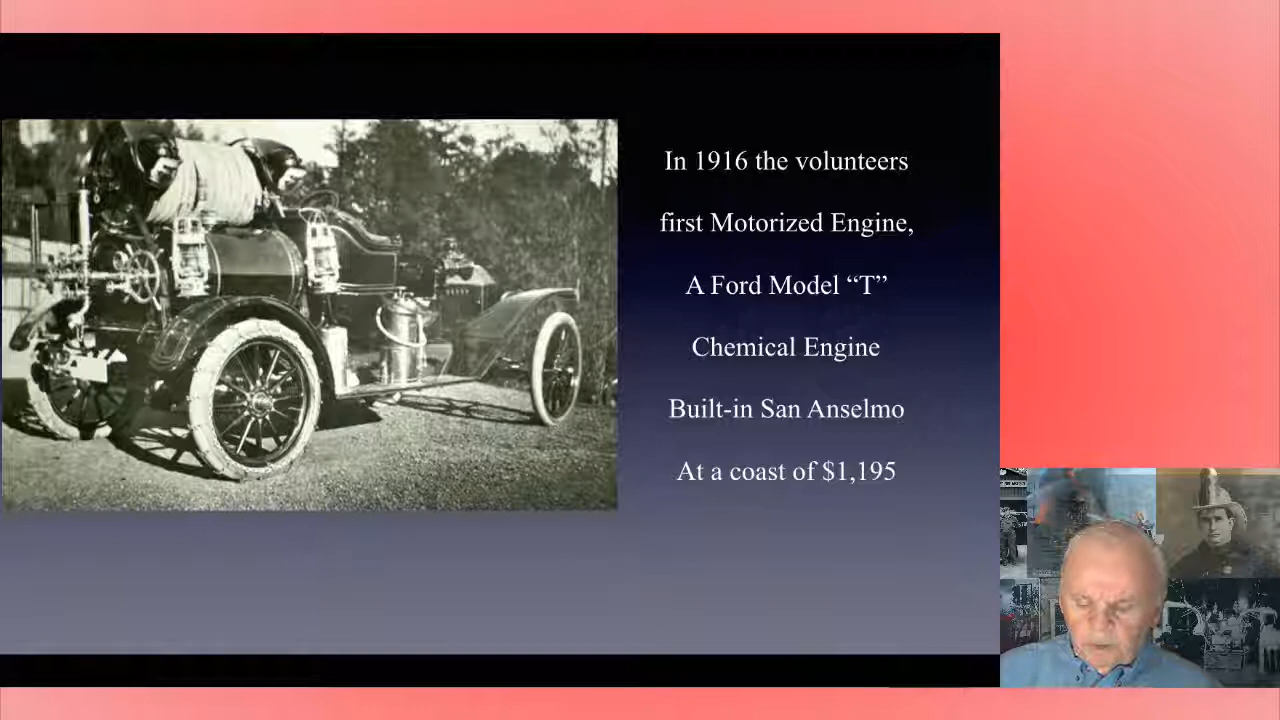 In 1916 the volunteers
first Motorized Engine,
A Ford Model “T”
Chemical Engine
Built-in San Anselmo
At a coast of $1,195